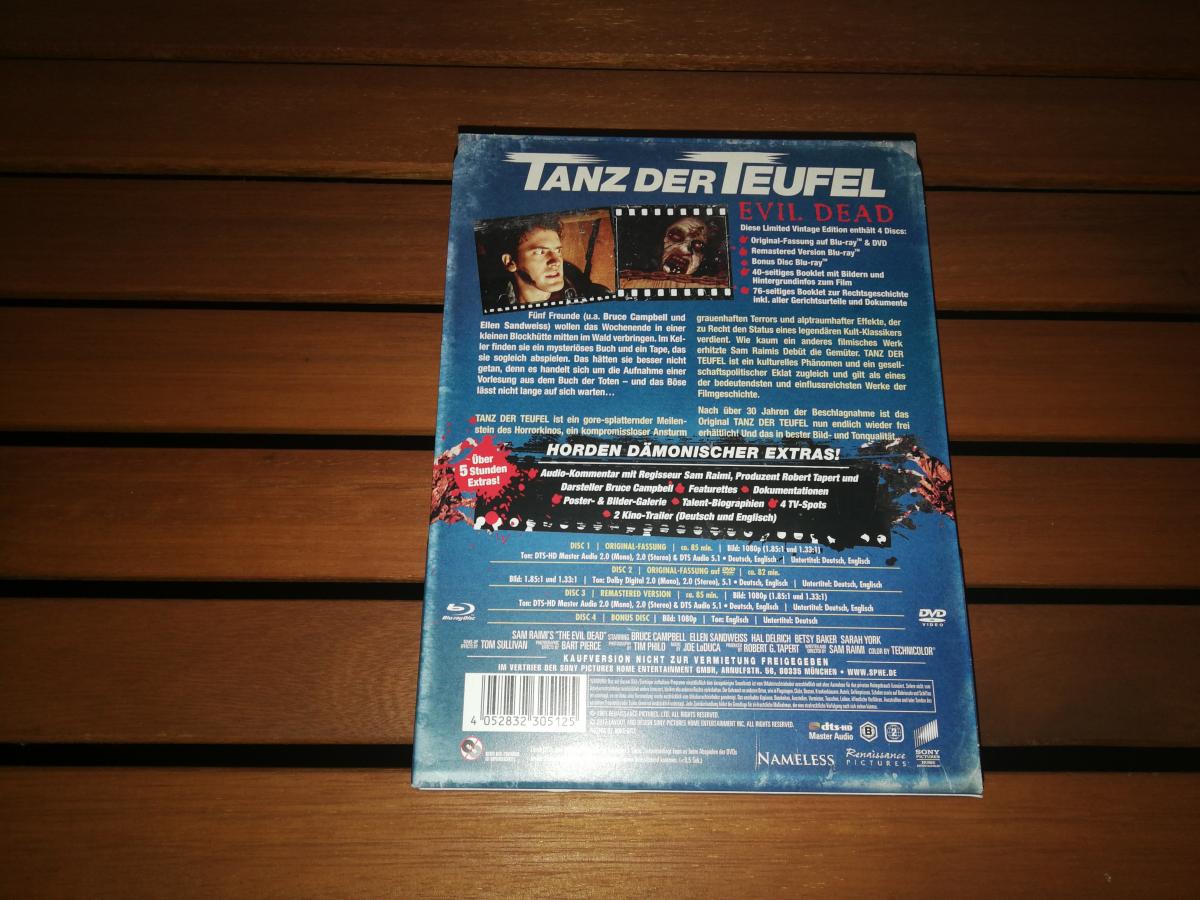 TANZ DER TEUFEL
EVIL DEAD
Diese Limited Vintage Edition enthält 4 Discs:
Original-Fassung auf Blu-ray™ & DVD
Remastered Version Blu-ray™
Bonus Disc Blu-ray™
40-seitiges Booklet mit Bildern und
Hintergrundinfos zum Film
76-seitiges Booklet zur Rechtsgeschichte
inkl. aller Gerichtsurteile und Dokumente
Fünf Freunde (u.a. Bruce Campbell und
Ellen Sandweiss) wollen das Wochenende in einer
kleinen Blockhütte mitten im Wald verbringen. Im Kel-
ler finden sie ein mysteriöses Buch und ein Tape, das
sie sogleich abspielen. Das hätten sie besser nicht
getan, denn es handelt sich um die Aufnahme einer
Vorlesung aus dem Buch der Toten – und das Böse
lässt nicht lange auf sich warten...
TANZ DER TEUFEL ist ein gore-splatternder Meilen-
stein des Horrorkinos, ein kompromissloser Ansturm
grauenhaften Terrors und alptraumhafter Effekte, der
zu Recht den Status eines legendären Kult-Klassikers
verdient. Wie kaum ein anderes filmisches Werk
erhitzte Sam Raimis Debüt die Gemüter. TANZ DER
TEUFEL ist ein kulturelles Phänomen und ein gesell-
schaftspolitischer Eklat zugleich und gilt als eines
der bedeutendsten und einflussreichsten Werke der
Filmgeschichte.
Nach über 30 Jahren der Beschlagnahme ist das
Original TANZ DER TEUFEL nun endlich wieder frei
erhältlich! Und das in bester Bild- und Tonqualität.
HORDEN DÄMONISCHER EXTRAS!
Über
5 Stunden
Extras!
Audio-Kommentar mit Regisseur Sam Raimi, Produzent Robert Tapert und
Darsteller Bruce Campbell Featurettes Dokumentationen
Poster- & Bilder-Galerie Talent-Biographien 4 TV-Spots
2 Kino-Trailer (Deutsch und Englisch)
DISC 1 | ORIGINAL-FASSUNG | ca. 85 min. | Bild: 1080p (1.85:1 und 1.33:1)
Ton: DTS-HD Master Audio 2.0 (Mono), 2.0 (Stereo) & DTS Audio 5.1 • Deutsch, Englisch | Untertitel: Deutsch, Englisch
DISC 2 | ORIGINAL-FASSUNG auf DVD | ca. 82 min.
Bild: 1.85:1 und 1.33:1 | Ton: Dolby Digital 2.0 (Mono), 2.0 (Stereo), 5.1 • Deutsch, Englisch | Untertitel: Deutsch, Englisch
DISC 3 | REMASTERED VERSION | ca. 85 min. | Bild: 1080p (1.85:1 und 1.33:1)
Ton: DTS-HD Master Audio 2.0 (Mono), 2.0 (Stereo) & DTS Audio 5.1 • Deutsch, Englisch | Untertitel: Deutsch, Englisch
DISC 4 | BONUS DISC | Bild: 1080p | Ton: Englisch | Untertitel: Deutsch
Blu-ray Disc
DVD
VIDEO
SAM RAIMI'S "THE EVIL DEAD" STARRING BRUCE CAMPBELL ELLEN SANDWEISS HAL DELRICH BETSY BAKER SARAH YORK
TOM SULLIVAN BART PIERCE TIM PHILO JOE LoDUCA ROBERT G. TAPERT SAM RAIMI COLOR BY TECHNICOLOR
KAUFVERSION NICHT ZUR VERMIETUNG FREIGEGEBEN
IM VERTRIEB DER SONY PICTURES HOME ENTERTAINMENT GMBH, ARNULFSTR. 56, 80335 MÜNCHEN • WWW.SPHE.DE
4 052832 305125
dts-HD
Master Audio
B
2
SONY
PICTURES
HOME
ENTERTAINMENT
NAMELESS
Renaissance
PICTURES